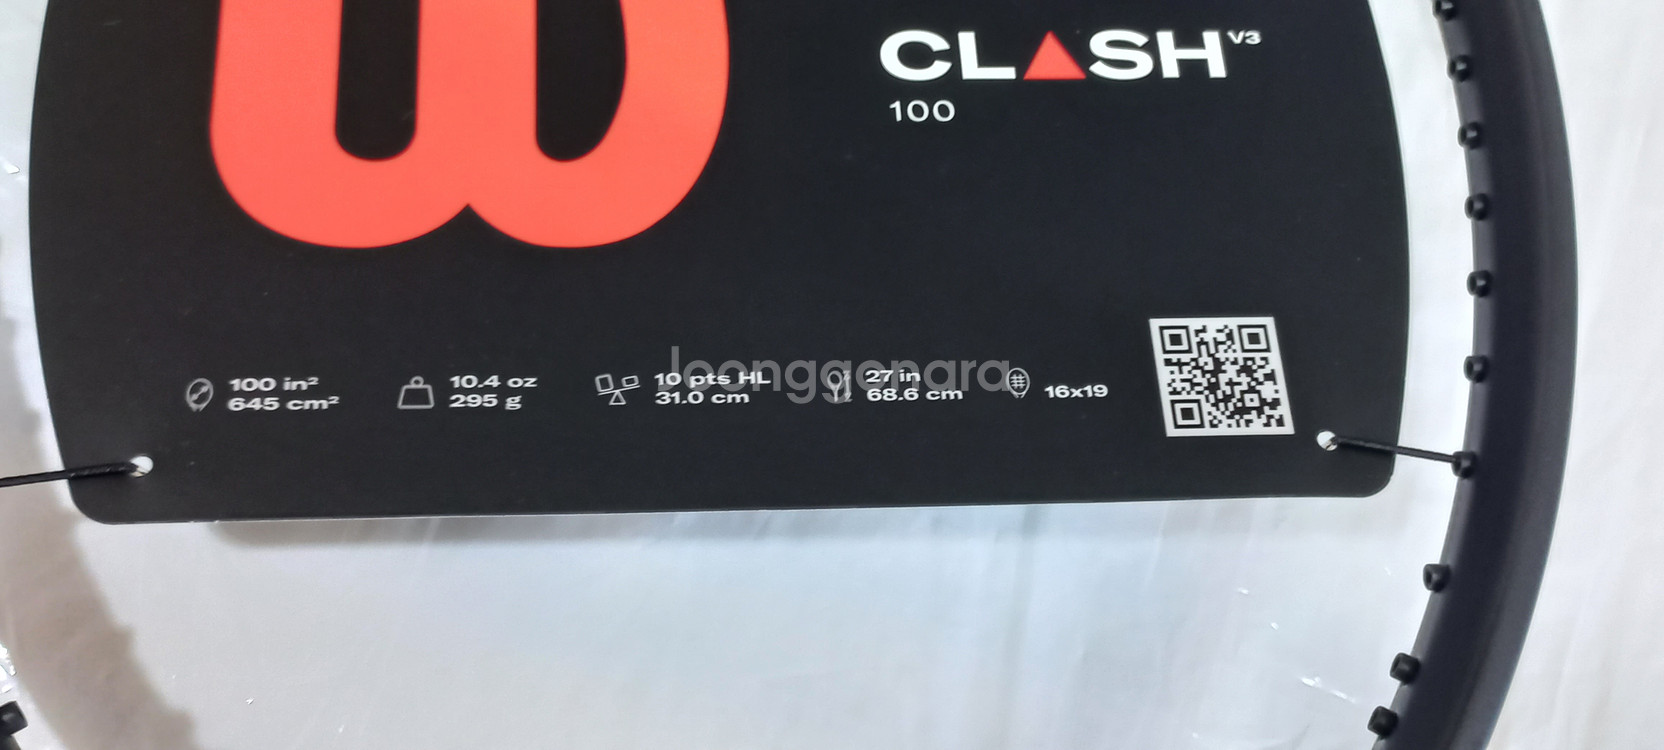 CLASH V3
100
100 in²
645 cm²
10.4 oz
295 g
10 pts HL
31.0 cm
27 in
68.6 cm
16x19
Joonggonara